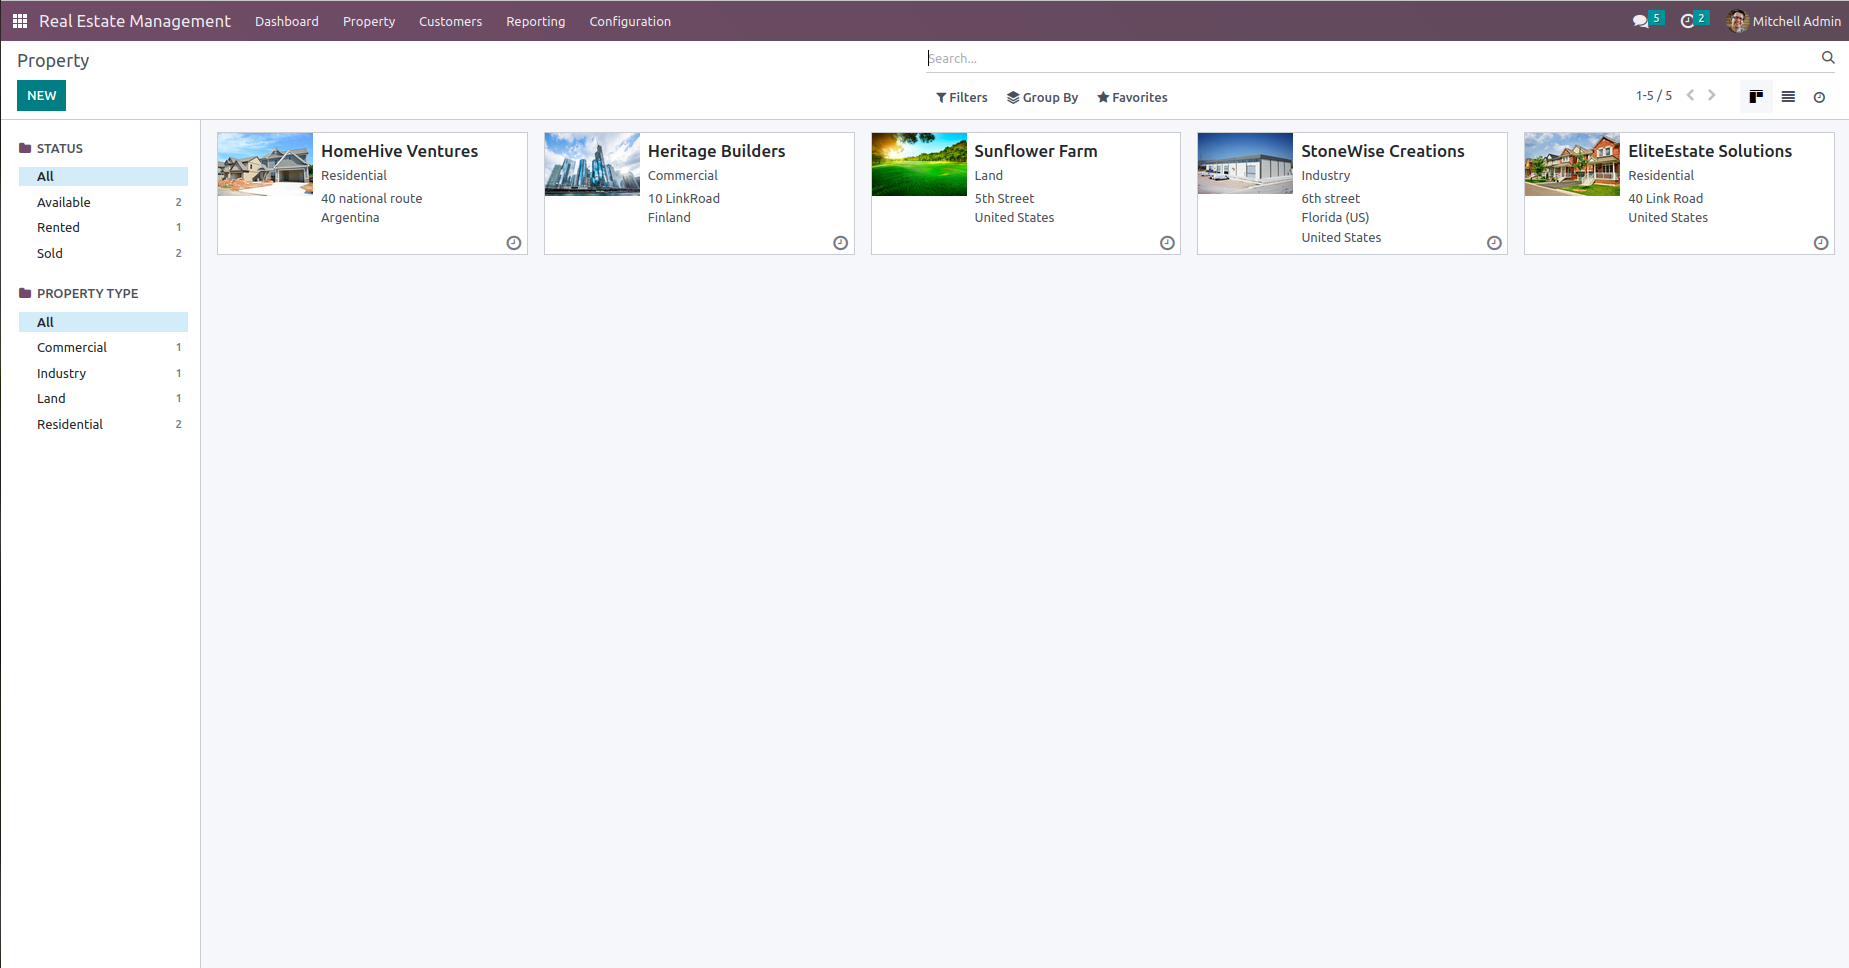 Real Estate Management Dashboard Property Customers Reporting Configuration 5 2 Mitchell Admin
Property
Search...
NEW
Filters Group By Favorites 1-5 / 5
STATUS
All
Available 2
Rented 1
Sold 2
PROPERTY TYPE
All
Commercial 1
Industry 1
Land 1
Residential 2
HomeHive Ventures
Residential
40 national route
Argentina
Heritage Builders
Commercial
10 LinkRoad
Finland
Sunflower Farm
Land
5th Street
United States
StoneWise Creations
Industry
6th street
Florida (US)
United States
EliteEstate Solutions
Residential
40 Link Road
United States